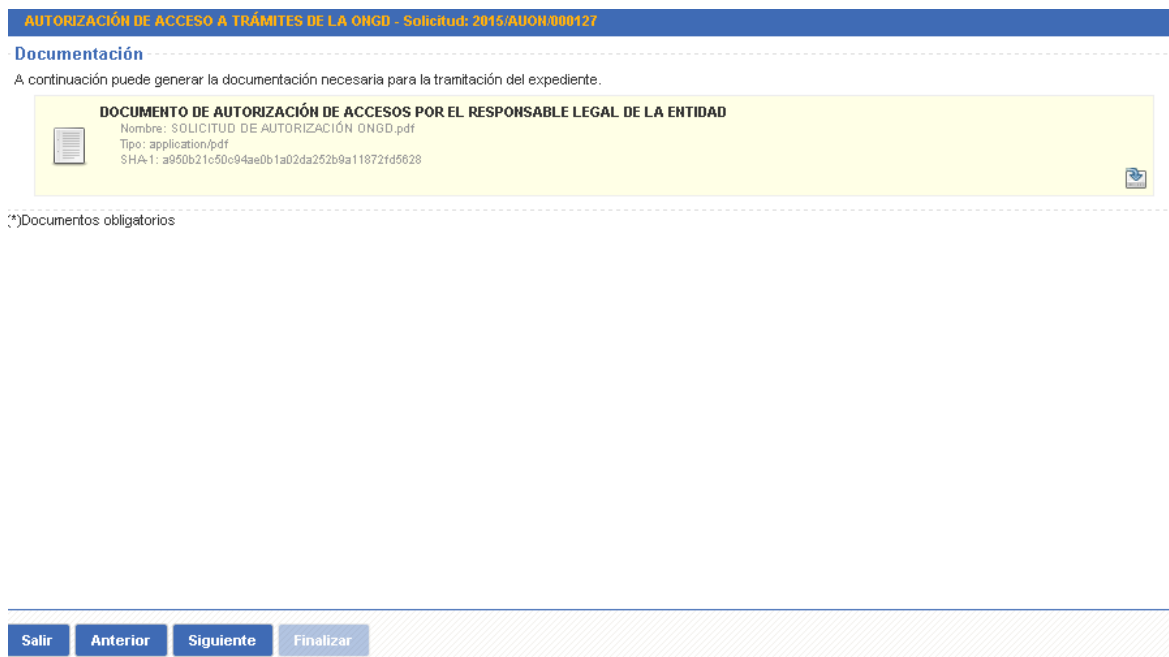 AUTORIZACIÓN DE ACCESO A TRÁMITES DE LA ONGD - Solicitud: 2015/AUON/000127
Documentación
A continuación puede generar la documentación necesaria para la tramitación del expediente.
DOCUMENTO DE AUTORIZACIÓN DE ACCESOS POR EL RESPONSABLE LEGAL DE LA ENTIDAD
Nombre: SOLICITUD DE AUTORIZACIÓN ONGD.pdf
Tipo: application/pdf
SHA-1: a950b21c50c94ae0b1a02da252b9a11872fd5628
(*)Documentos obligatorios
Salir Anterior Siguiente Finalizar